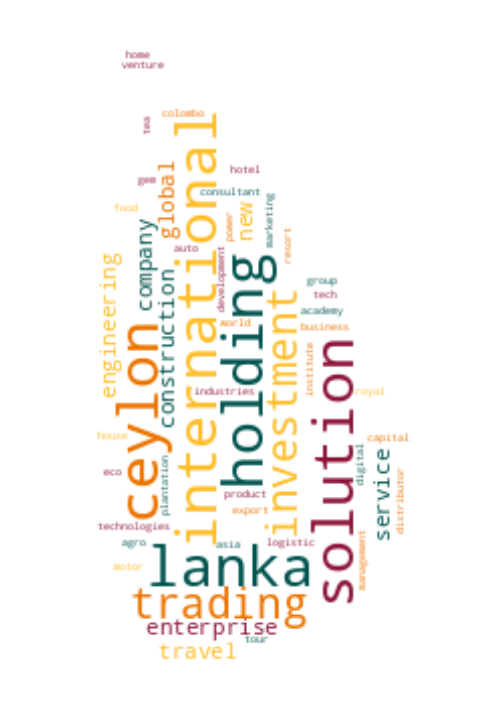 home
venture
colombo
tea
international
hotel
gem
global
consultant
marketing
food
new
power
company
resort
auto
development
engineering
construction
holding
group
tech
investment
academy
world
business
ceylon
solution
institute
industries
royal
house
capital
digital
service
eco
plantation
distributor
product
export
technologies
agro
asia
logistic
management
motor
lanka
trading
enterprise
tour
travel